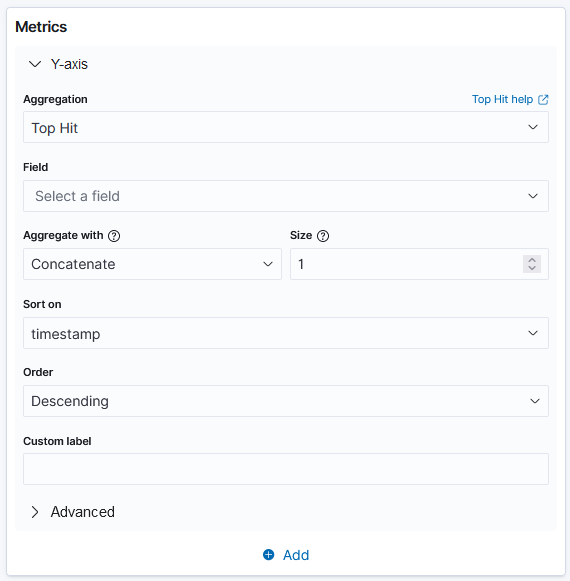 Metrics
Y-axis
Aggregation Top Hit help
Top Hit
Field
Select a field
Aggregate with Size
Concatenate 1
Sort on
timestamp
Order
Descending
Custom label
Advanced
Add